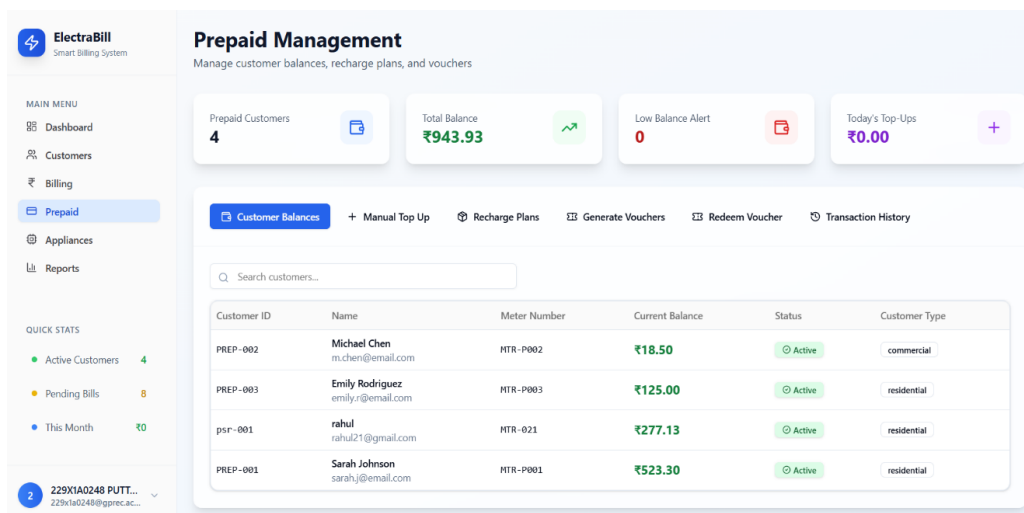 ElectraBill
Smart Billing System
MAIN MENU
Dashboard
Customers
₹ Billing
Prepaid
Appliances
Reports
QUICK STATS
Active Customers 4
Pending Bills 8
This Month ₹0
2
229X1A0248 PUTT...
229x1a0248@gprec.ac...
Prepaid Management
Manage customer balances, recharge plans, and vouchers
Prepaid Customers
4
Total Balance
₹943.93
Low Balance Alert
0
Today's Top-Ups
₹0.00
Customer Balances + Manual Top Up Recharge Plans Generate Vouchers Redeem Voucher Transaction History
Search customers...
Customer ID Name Meter Number Current Balance Status Customer Type
PREP-002 Michael Chen MTR-P002 ₹18.50 Active commercial
m.chen@email.com
PREP-003 Emily Rodriguez MTR-P003 ₹125.00 Active residential
emily.r@email.com
psr-001 rahul MTR-021 ₹277.13 Active residential
rahul21@gmail.com
PREP-001 Sarah Johnson MTR-P001 ₹523.30 Active residential
sarah.j@email.com